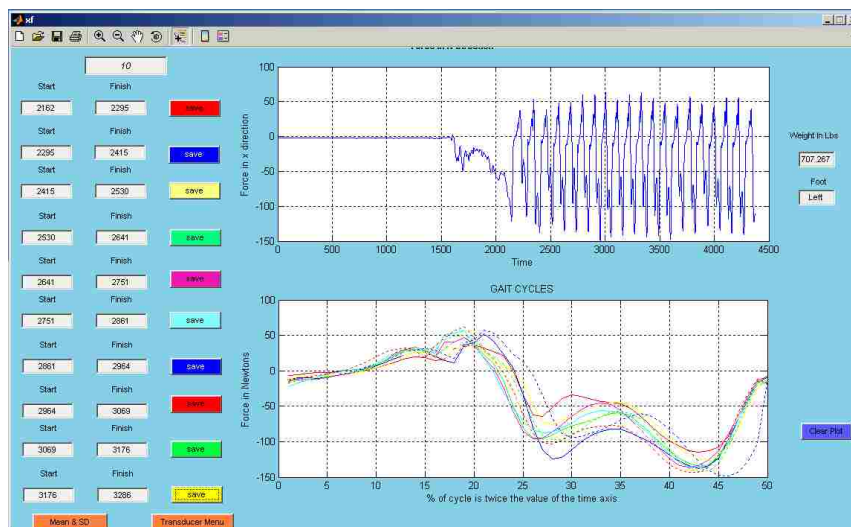 xf
10
Start Finish
2162 2295 save
Start Finish
2295 2415 save
Start Finish
2415 2530 save
Start Finish
2530 2641 save
Start Finish
2641 2751 save
Start Finish
2751 2861 save
Start Finish
2861 2964 save
Start Finish
2964 3069 save
Start Finish
3069 3176 save
Start Finish
3176 3286 save
Mean & SD Transducer Menu
Force in x direction
100
50
0
-50
-100
-150
0 500 1000 1500 2000 2500 3000 3500 4000 4500
Time
GAIT CYCLES
Force in Newtons
100
50
0
-50
-100
-150
0 5 10 15 20 25 30 35 40 45 50
% of cycle is twice the value of the time axis
Weight in Lbs
707.267
Foot
Left
Clear Plot